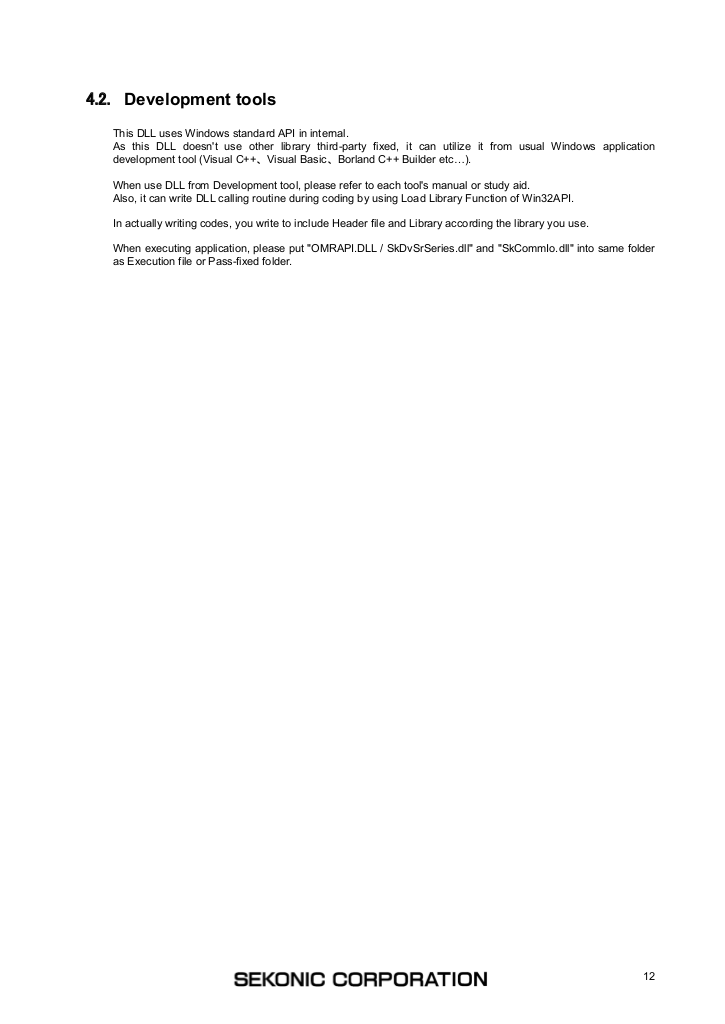 4.2. Development tools
This DLL uses Windows standard API in internal.
As this DLL doesn't use other library third-party fixed, it can utilize it from usual Windows application
development tool (Visual C++、Visual Basic、Borland C++ Builder etc…).
When use DLL from Development tool, please refer to each tool's manual or study aid.
Also, it can write DLL calling routine during coding by using Load Library Function of Win32API.
In actually writing codes, you write to include Header file and Library according the library you use.
When executing application, please put "OMRAPI.DLL / SkDvSrSeries.dll" and "SkCommIo.dll" into same folder
as Execution file or Pass-fixed folder.
SEKONIC CORPORATION
12